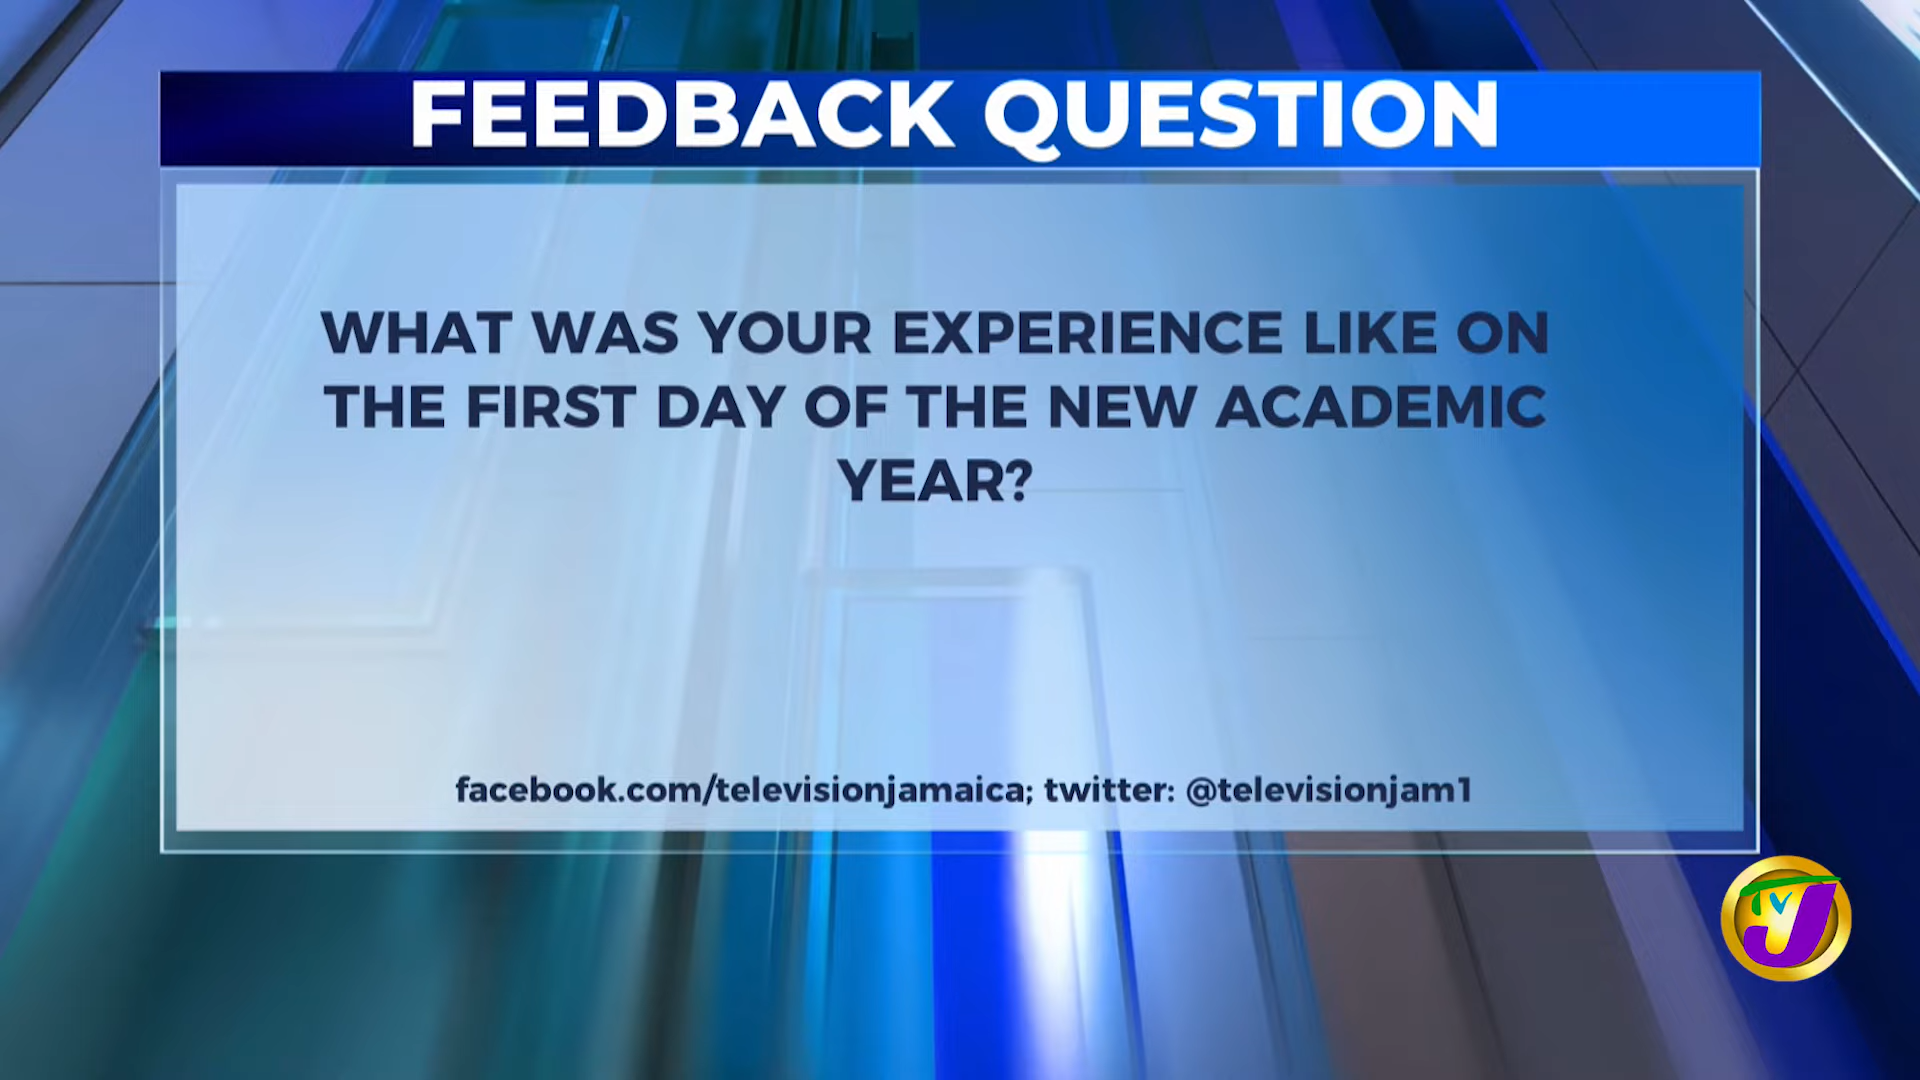 FEEDBACK QUESTION
WHAT WAS YOUR EXPERIENCE LIKE ON
THE FIRST DAY OF THE NEW ACADEMIC
YEAR?
facebook.com/televisionjamaica; twitter: @televisionjam1
TVJ